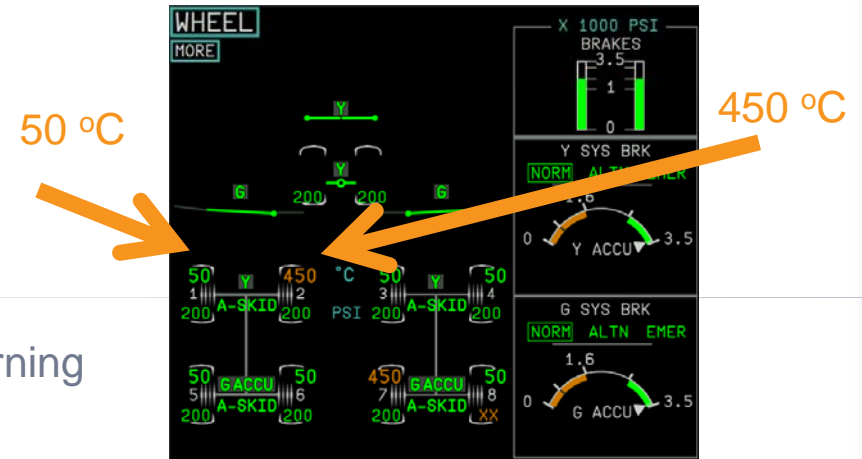 WHEEL
MORE
X 1000 PSI
BRAKES
3.5
1
0
50 °C
450 °C
Y
Y
G
G
200 200
Y SYS BRK
NORM ALTN EMER
1.6
0 Y ACCU 3.5
50 Y 450 °C 50 Y 50
1 2 3 4
200 A-SKID 200 PSI 200 A-SKID 200
G SYS BRK
NORM ALTN EMER
1.6
0 G ACCU 3.5
rning
50 G ACCU 50 450 G ACCU 50
5 6 7 8
200 A-SKID 200 200 A-SKID XX